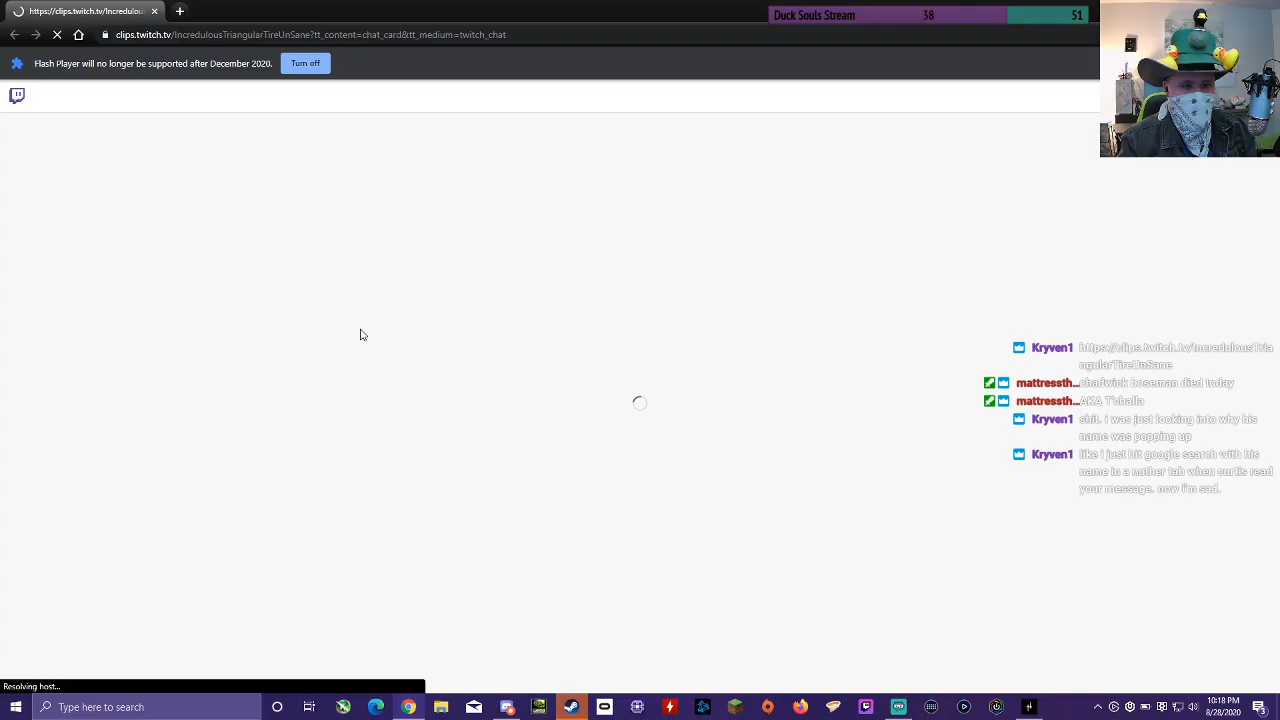 https://clips.twitch.tv/Incredulou
Duck Souls Stream 38 51
clips.twitch.tv/IncredulousTriangularTireUnSane?tt_content=online&tt_medium=twitch
Flash Player will no longer be supported after December 2020. Turn off
Kryven1 https://clips.twitch.tv/IncredulousTria
ngularTireUnSane
mattressth... chadwick boseman died today
mattressth... AKA T'challa
Kryven1 shit. i was just looking into why his
name was popping up
Kryven1 like i just hit google search with his
name in a nother tab when curtis read
your message. now i'm sad.
Resolving host...
Type here to search
10:18 PM
8/28/2020